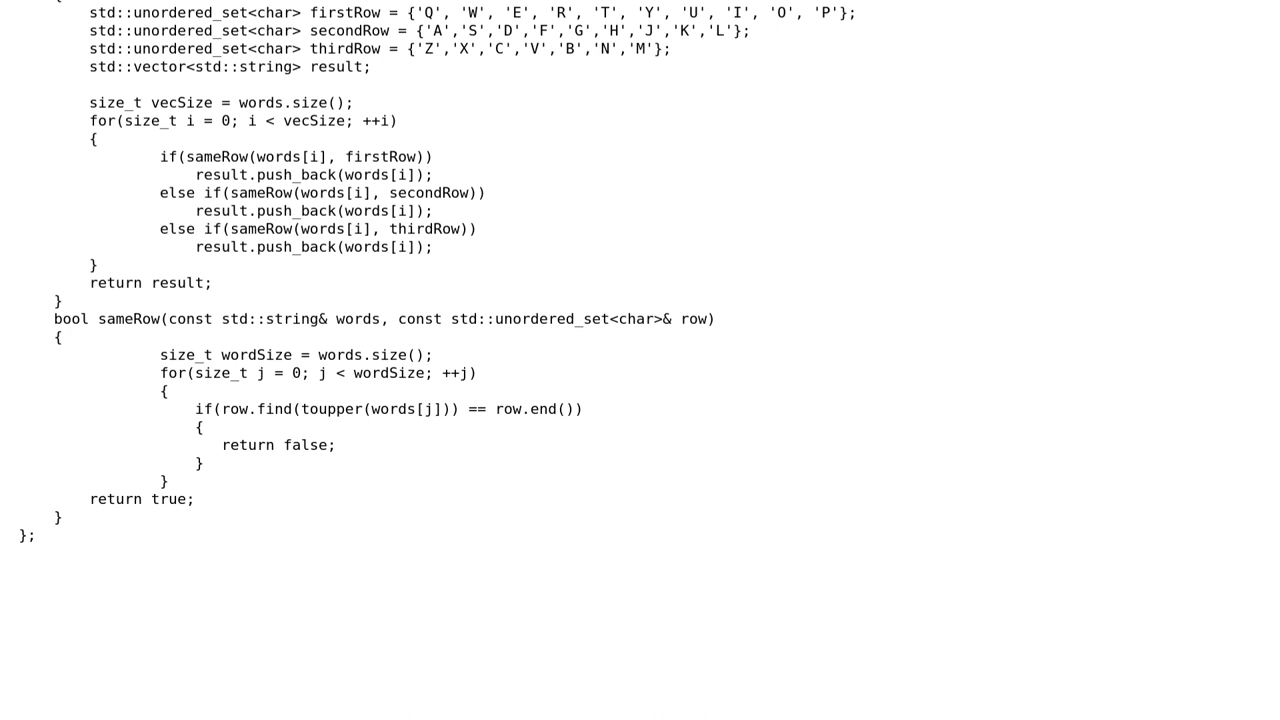 {
std::unordered_set<char> firstRow = {'Q', 'W', 'E', 'R', 'T', 'Y', 'U', 'I', 'O', 'P'};
std::unordered_set<char> secondRow = {'A','S','D','F','G','H','J','K','L'};
std::unordered_set<char> thirdRow = {'Z','X','C','V','B','N','M'};
std::vector<std::string> result;
size_t vecSize = words.size();
for(size_t i = 0; i < vecSize; ++i)
{
if(sameRow(words[i], firstRow))
result.push_back(words[i]);
else if(sameRow(words[i], secondRow))
result.push_back(words[i]);
else if(sameRow(words[i], thirdRow))
result.push_back(words[i]);
}
return result;
}
bool sameRow(const std::string& words, const std::unordered_set<char>& row)
{
size_t wordSize = words.size();
for(size_t j = 0; j < wordSize; ++j)
{
if(row.find(toupper(words[j])) == row.end())
{
return false;
}
}
return true;
}
};